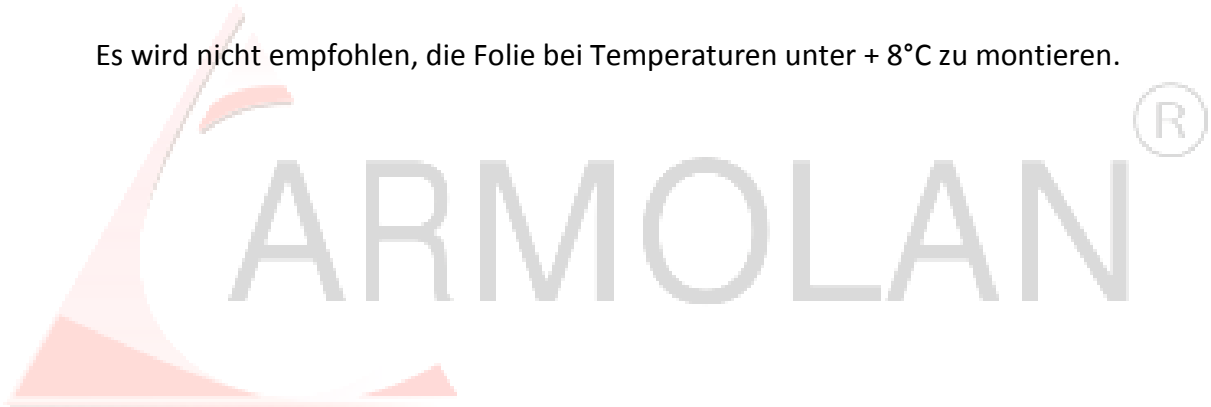 Es wird nicht empfohlen, die Folie bei Temperaturen unter + 8°C zu montieren.
ARMOLAN ®